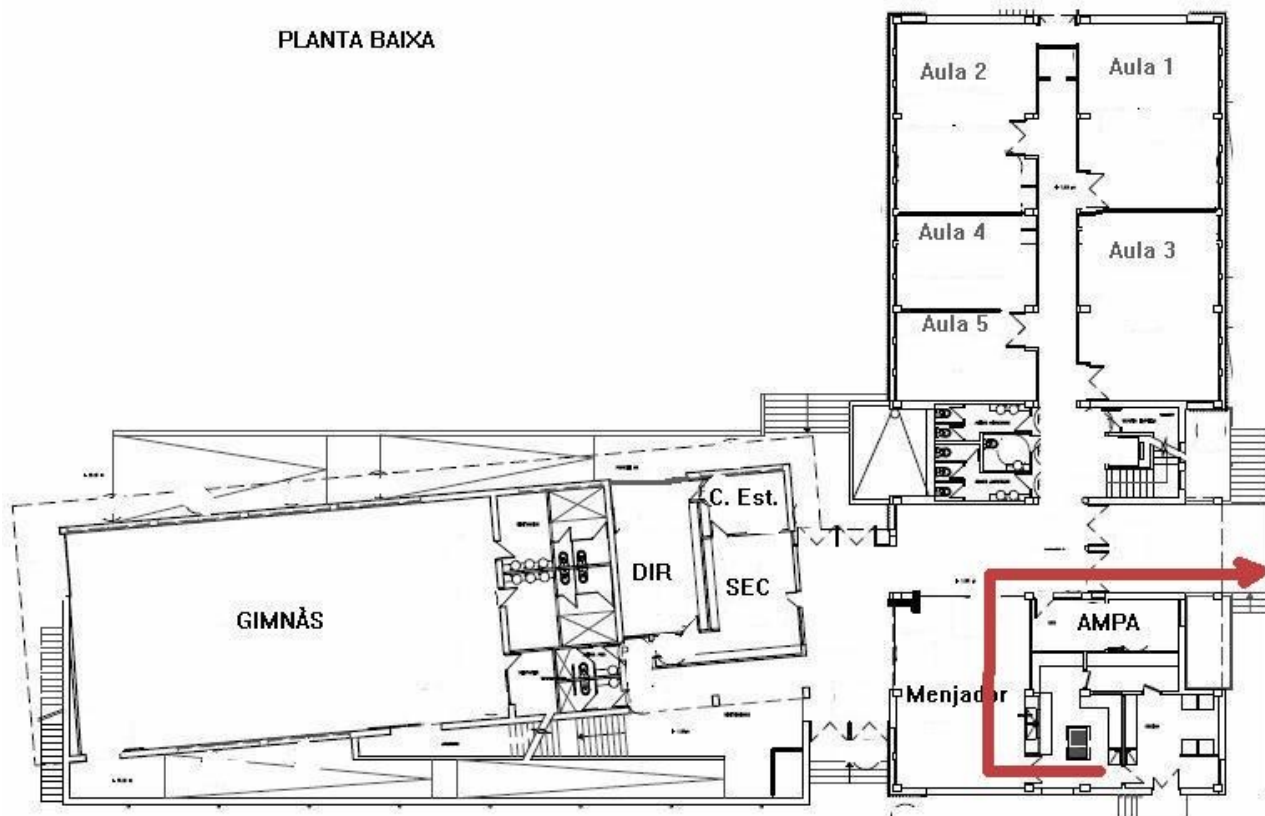 PLANTA BAIXA
Aula 2
Aula 1
Aula 4
Aula 3
Aula 5
C. Est.
DIR
SEC
GIMNÀS
AMPA
Menjador